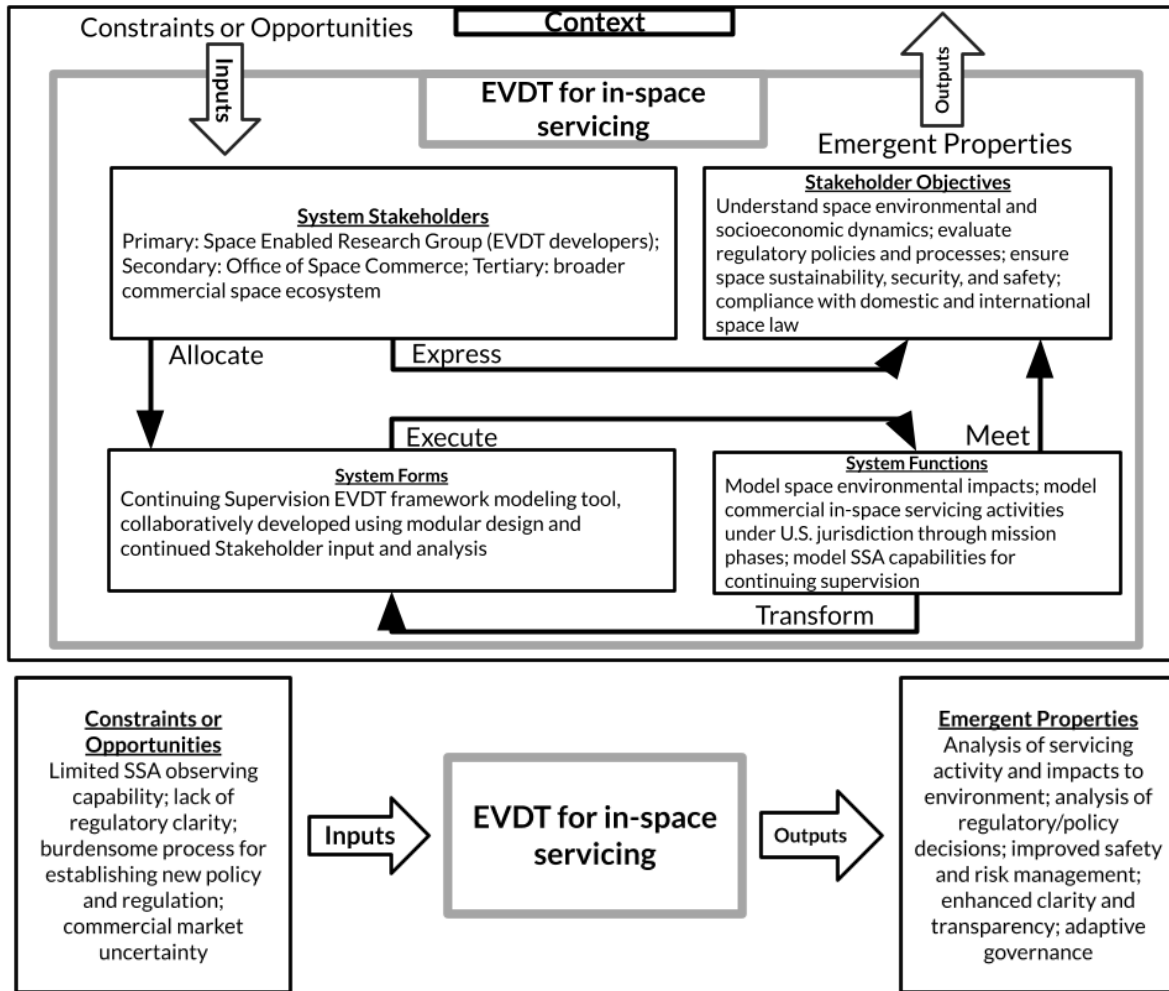 Constraints or Opportunities
Context
Inputs
Outputs
EVDT for in-space
servicing
Emergent Properties
System Stakeholders
Primary: Space Enabled Research Group (EVDT developers);
Secondary: Office of Space Commerce; Tertiary: broader
commercial space ecosystem
Stakeholder Objectives
Understand space environmental and
socioeconomic dynamics; evaluate
regulatory policies and processes; ensure
space sustainability, security, and safety;
compliance with domestic and international
space law
Allocate
Express
Execute
Meet
System Forms
Continuing Supervision EVDT framework modeling tool,
collaboratively developed using modular design and
continued Stakeholder input and analysis
System Functions
Model space environmental impacts; model
commercial in-space servicing activities
under U.S. jurisdiction through mission
phases; model SSA capabilities for
continuing supervision
Transform
Constraints or
Opportunities
Limited SSA observing
capability; lack of
regulatory clarity;
burdensome process for
establishing new policy
and regulation;
commercial market
uncertainty
Inputs
EVDT for in-space
servicing
Outputs
Emergent Properties
Analysis of servicing
activity and impacts to
environment; analysis of
regulatory/policy
decisions; improved safety
and risk management;
enhanced clarity and
transparency; adaptive
governance